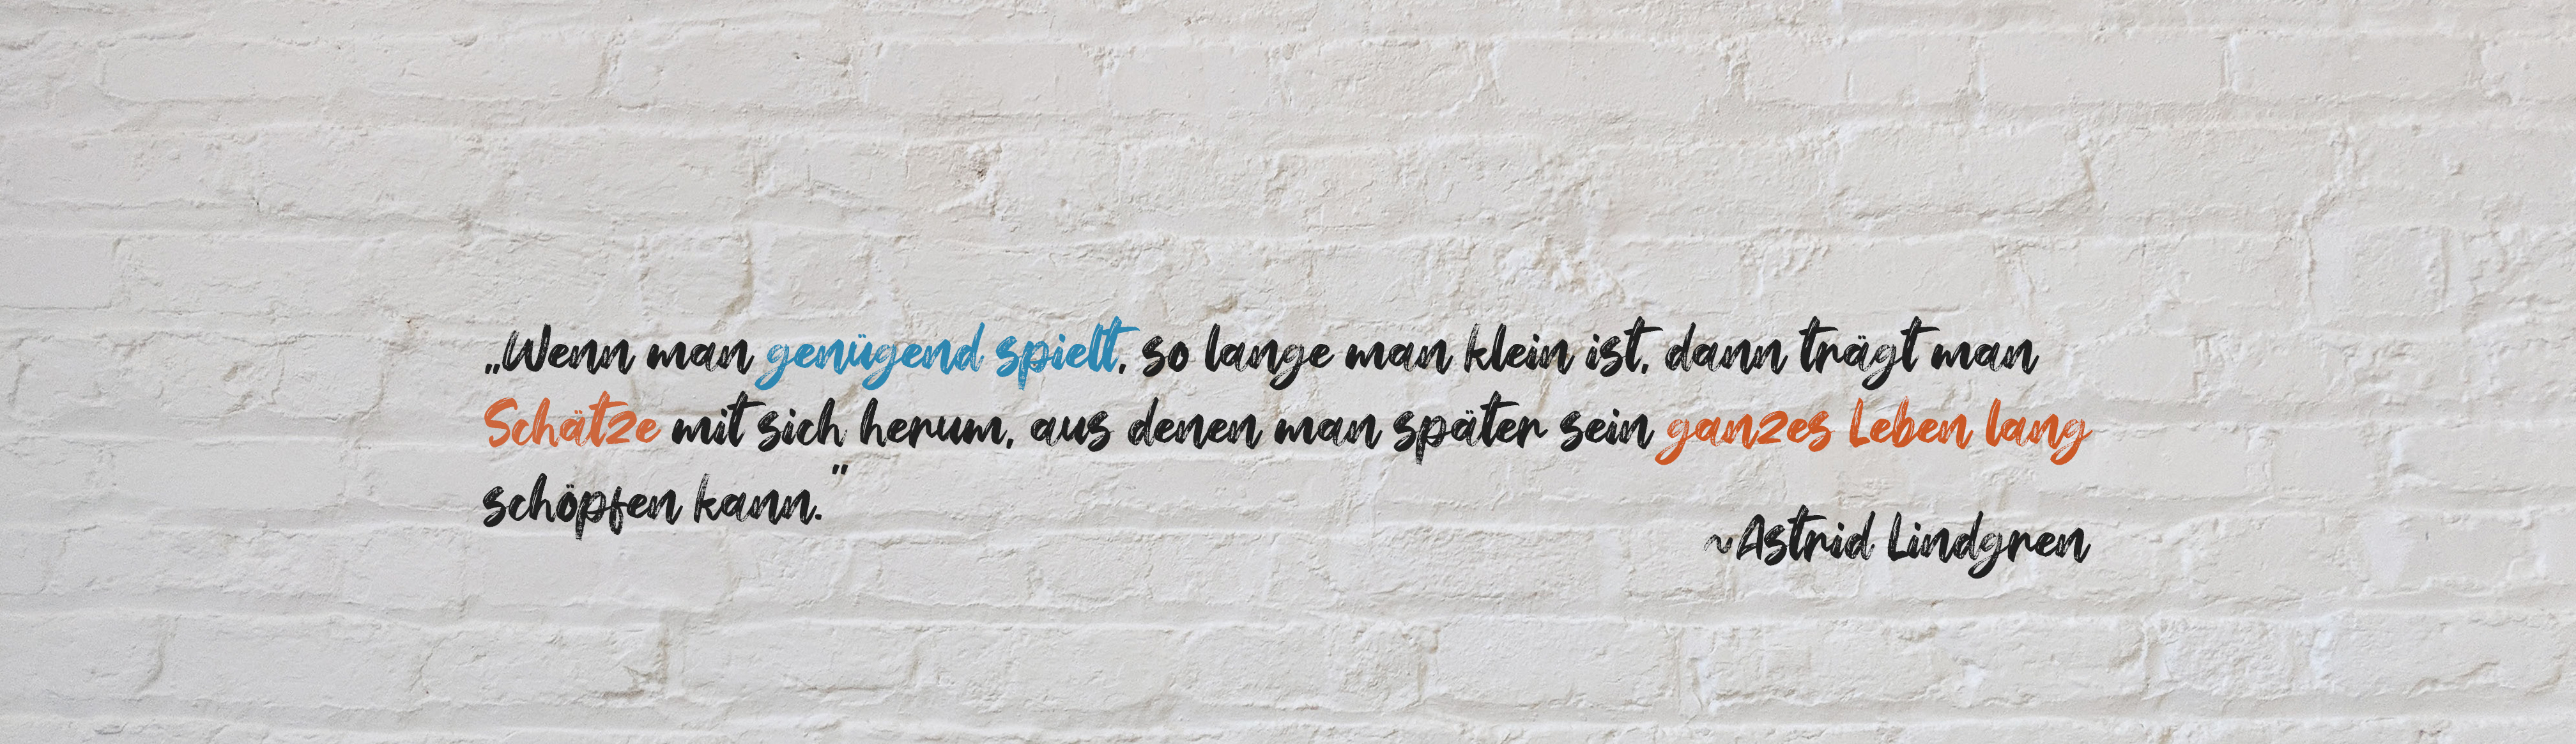 „Wenn man genügend spielt, so lange man klein ist, dann trägt man
Schätze mit sich herum, aus denen man später sein ganzes Leben lang
schöpfen kann.“
~Astrid Lindgren